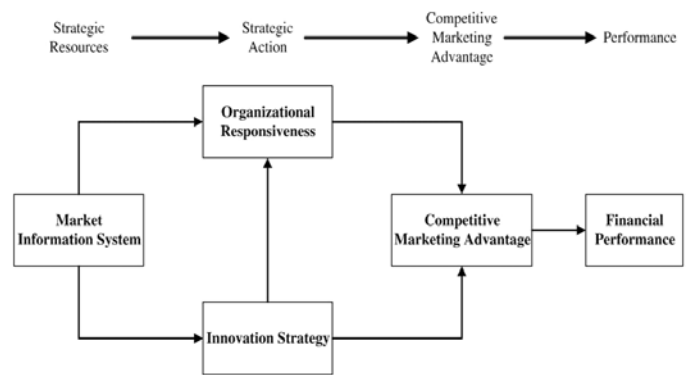 Strategic
Resources
Strategic
Action
Competitive
Marketing
Advantage
Performance
Organizational
Responsiveness
Market
Information System
Competitive
Marketing Advantage
Financial
Performance
Innovation Strategy